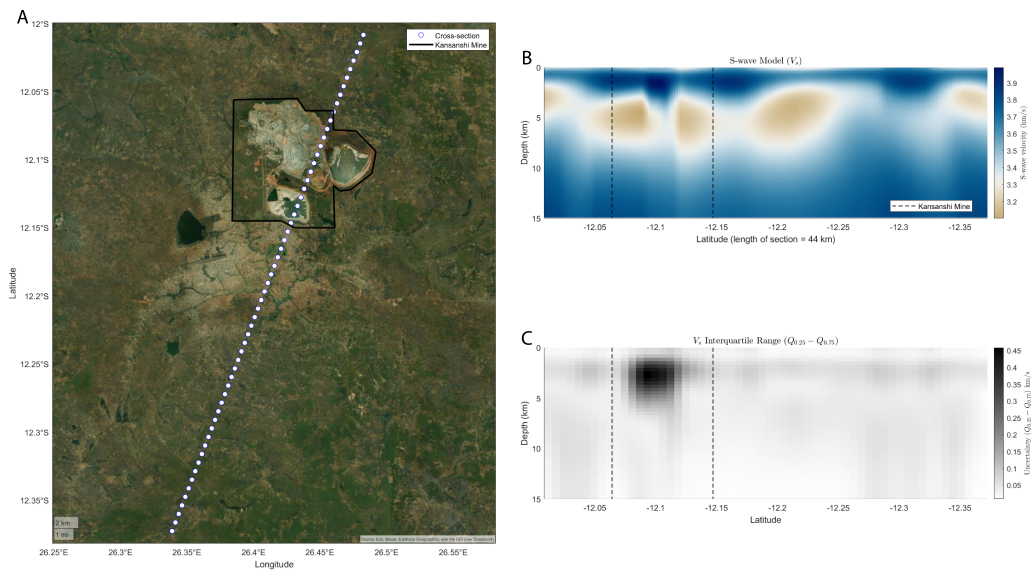 A
12°S
12.05°S
12.1°S
12.15°S
12.2°S
12.25°S
12.3°S
12.35°S
Latitude
26.25°E 26.3°E 26.35°E 26.4°E 26.45°E 26.5°E 26.55°E
Longitude
Cross-section
Kansanshi Mine
2 km
1 mi
Source: Esri, Maxar, Earthstar Geographics, and the GIS User Community
B
S-wave Model (Vs)
0
5
10
15
Depth (km)
-12.05 -12.1 -12.15 -12.2 -12.25 -12.3 -12.35
Latitude (length of section = 44 km)
Kansanshi Mine
3.9
3.8
3.7
3.6
3.5
3.4
3.3
3.2
S-wave velocity (km/s)
C
Vs Interquartile Range (Q0.25 − Q0.75)
0
5
10
15
Depth (km)
-12.05 -12.1 -12.15 -12.2 -12.25 -12.3 -12.35
Latitude
0.45
0.4
0.35
0.3
0.25
0.2
0.15
0.1
0.05
Uncertainty (Q0.25 − Q0.75) km/s